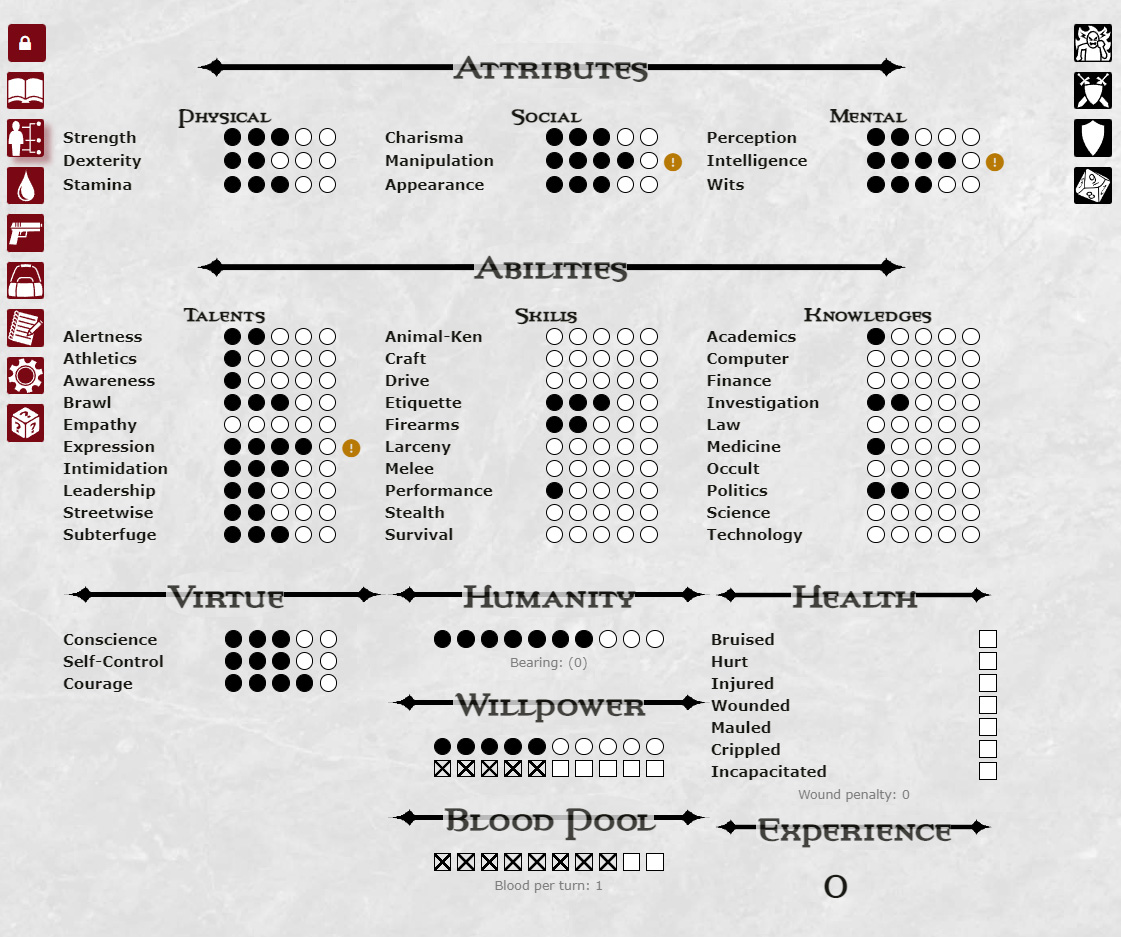 Attributes
Physical Social Mental
Strength Charisma Perception
Dexterity Manipulation ! Intelligence !
Stamina Appearance Wits
Abilities
Talents Skills Knowledges
Alertness Animal-Ken Academics
Athletics Craft Computer
Awareness Drive Finance
Brawl Etiquette Investigation
Empathy Firearms Law
Expression ! Larceny Medicine
Intimidation Melee Occult
Leadership Performance Politics
Streetwise Stealth Science
Subterfuge Survival Technology
Virtue Humanity Health
Conscience Bruised
Self-Control Bearing: (0) Hurt
Courage Injured
Willpower Wounded
Mauled
Crippled
Incapacitated
Wound penalty: 0
Blood Pool Experience
Blood per turn: 1 0